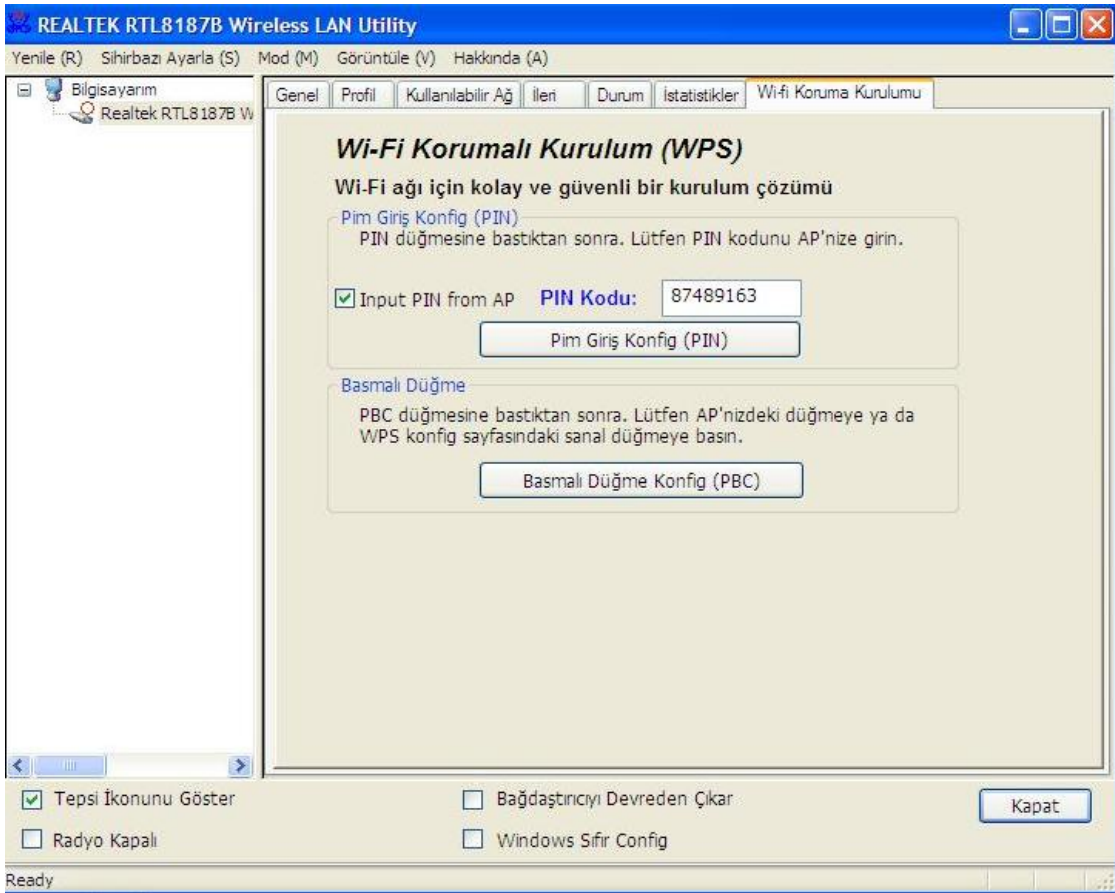 REALTEK RTL8187B Wireless LAN Utility
Yenile (R) Sihirbazı Ayarla (S) Mod (M) Görüntüle (V) Hakkında (A)
Bilgisayarım
Realtek RTL8187B W
Genel Profil Kullanılabilir Ağ İleri Durum İstatistikler Wi-fi Koruma Kurulumu
Wi-Fi Korumalı Kurulum (WPS)
Wi-Fi ağı için kolay ve güvenli bir kurulum çözümü
Pim Giriş Konfig (PIN)
PIN düğmesine bastıktan sonra. Lütfen PIN kodunu AP'nize girin.
Input PIN from AP PIN Kodu: 87489163
Pim Giriş Konfig (PIN)
Basmalı Düğme
PBC düğmesine bastıktan sonra. Lütfen AP'nizdeki düğmeye ya da
WPS konfig sayfasındaki sanal düğmeye basın.
Basmalı Düğme Konfig (PBC)
Tepsi İkonunu Göster Bağdaştırıcıyı Devreden Çıkar Kapat
Radyo Kapalı Windows Sıfır Config
Ready